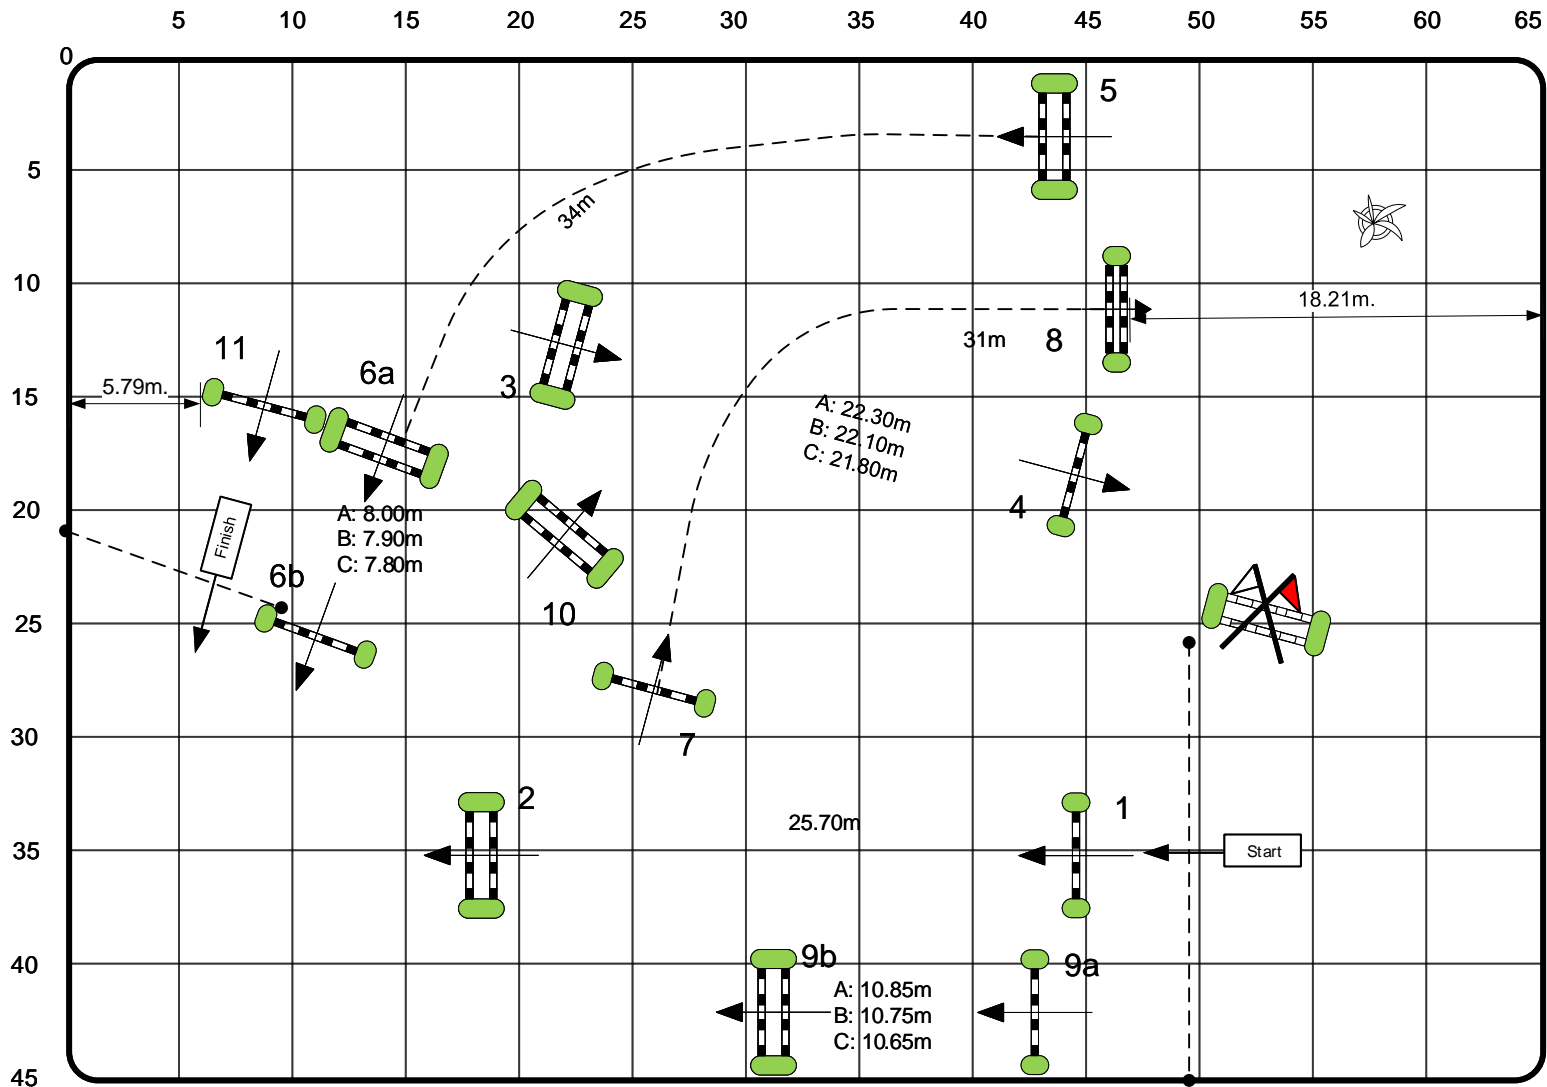 5 10 15 20 25 30 35 40 45 50 55 60 65
0
5
5
34m
10
18.21m.
31m
8
11
6a
3
15
5.79m.
A: 22.30m
B: 22.10m
C: 21.80m
4
20
A: 8.00m
B: 7.90m
C: 7.80m
Finish
6b
10
25
30
7
2
1
25.70m
35
Start
40
9b
9a
A: 10.85m
B: 10.75m
C: 10.65m
45